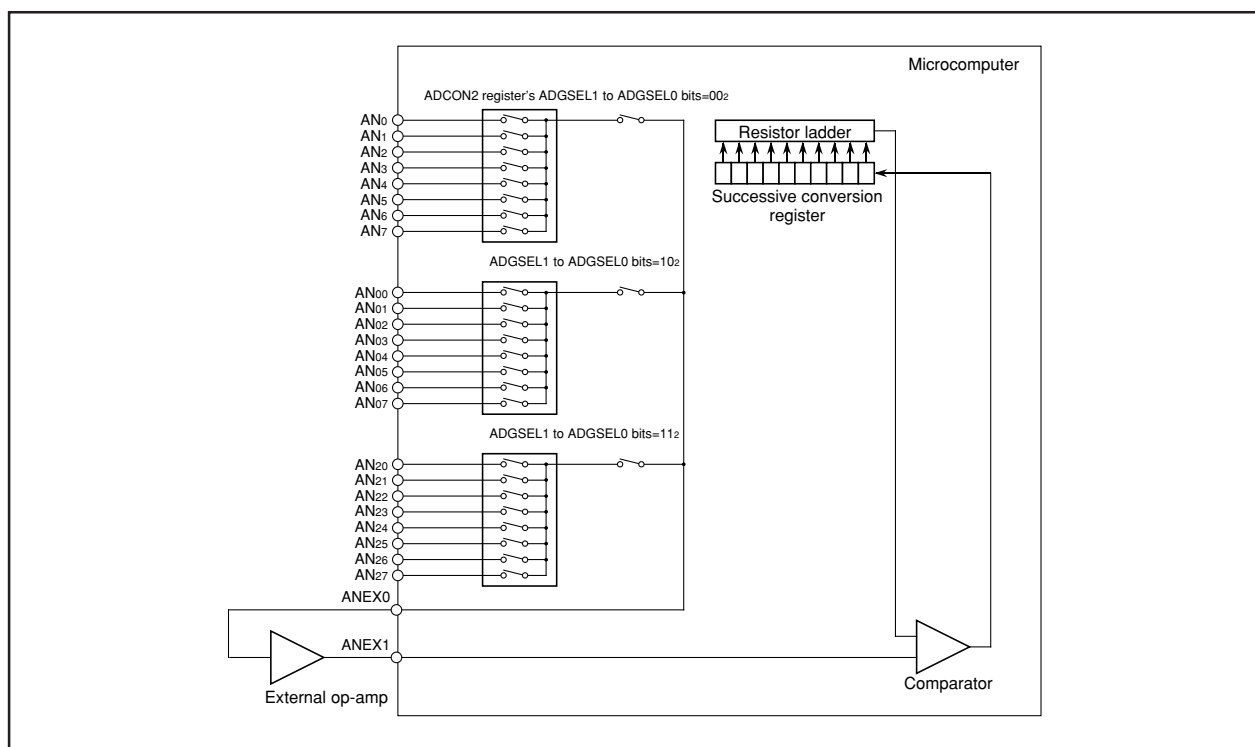 Microcomputer
ADCON2 register's ADGSEL1 to ADGSEL0 bits=002
AN0
AN1
AN2
AN3
AN4
AN5
AN6
AN7
Resistor ladder
Successive conversion
register
ADGSEL1 to ADGSEL0 bits=102
AN00
AN01
AN02
AN03
AN04
AN05
AN06
AN07
ADGSEL1 to ADGSEL0 bits=112
AN20
AN21
AN22
AN23
AN24
AN25
AN26
AN27
ANEX0
ANEX1
External op-amp
Comparator